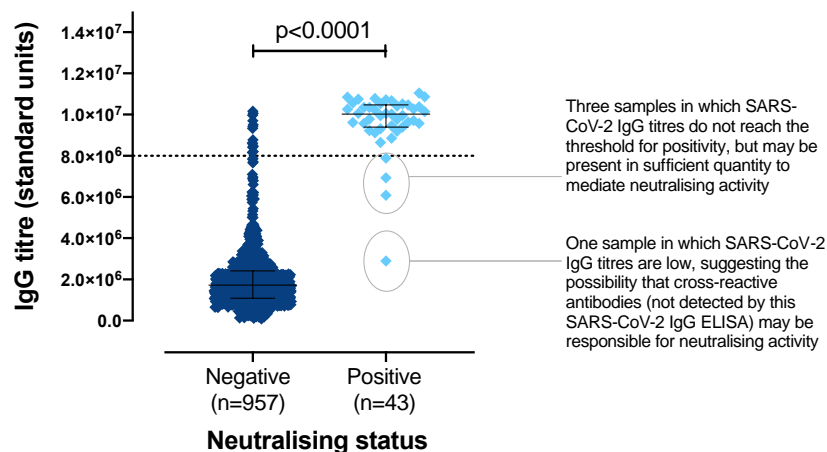 p<0.0001
1.4×10⁷
1.2×10⁷
1.0×10⁷
8.0×10⁶
6.0×10⁶
4.0×10⁶
2.0×10⁶
0.0
IgG titre (standard units)
Negative
(n=957)
Positive
(n=43)
Neutralising status
Three samples in which SARS-
CoV-2 IgG titres do not reach the
threshold for positivity, but may be
present in sufficient quantity to
mediate neutralising activity
One sample in which SARS-CoV-2
IgG titres are low, suggesting the
possibility that cross-reactive
antibodies (not detected by this
SARS-CoV-2 IgG ELISA) may be
responsible for neutralising activity